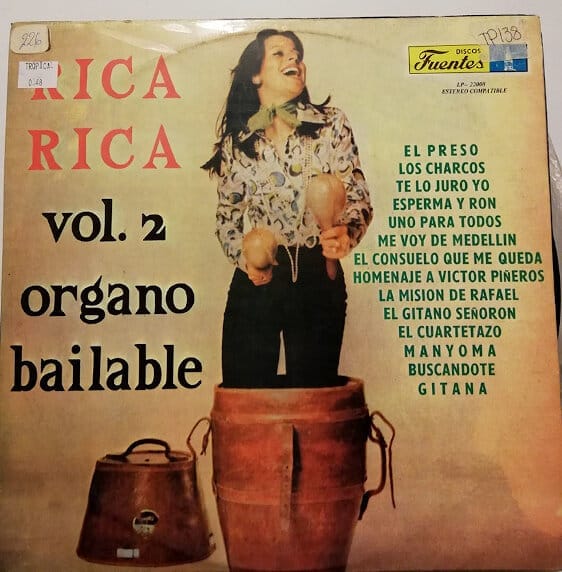 226
TP138
TROPICAL
RICA
RICA
vol. 2
organo
bailable
DISCOS
Fuentes
ESTEREO COMPATIBLE
EL PRESO
LOS CHARCOS
TE LO JURO YO
ESPERMA Y RON
UNO PARA TODOS
ME VOY DE MEDELLIN
EL CONSUELO QUE ME QUEDA
HOMENAJE A VICTOR PIÑEROS
LA MISION DE RAFAEL
EL GITANO SEÑORON
EL CUARTETAZO
MANYOMA
BUSCANDOTE
GITANA